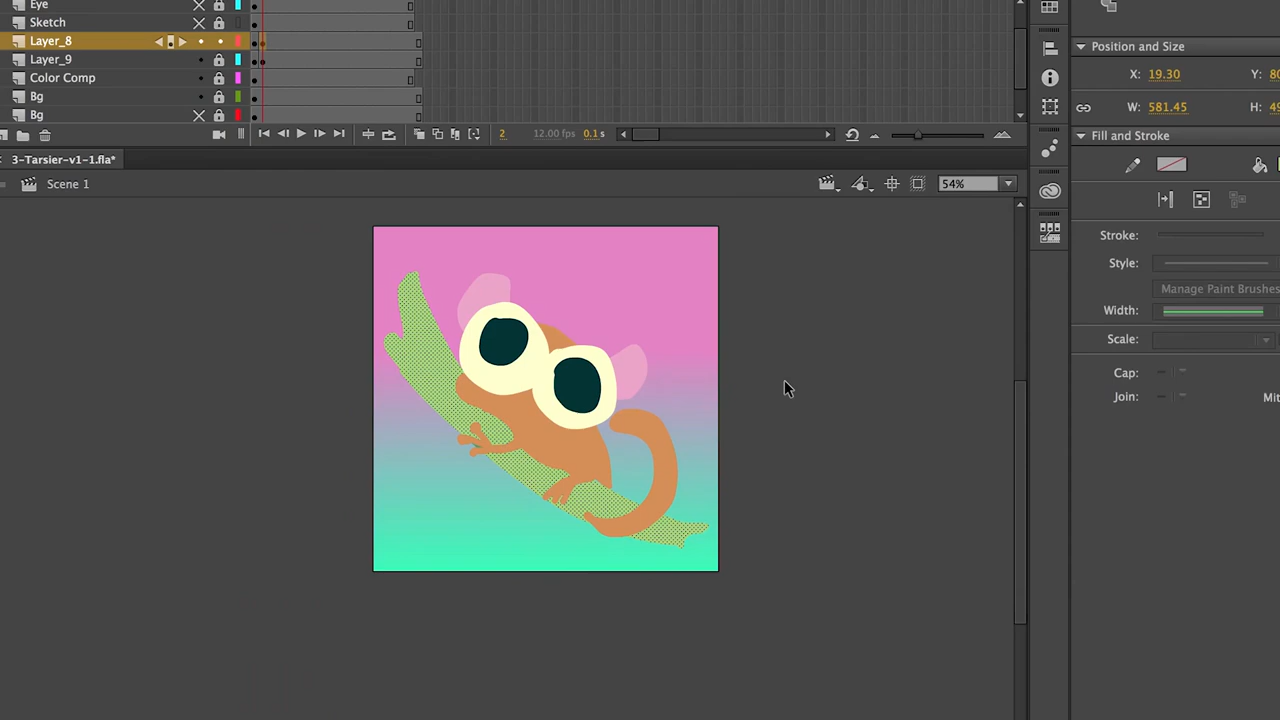 Eye
Sketch
Layer_8
Layer_9
Color Comp
Bg
Bg
2 12.00 fps 0.1 s
3-Tarsier-v1-1.fla*
Scene 1
54%
Position and Size
X: 19.30 Y:
W: 581.45 H:
Fill and Stroke
Stroke:
Style:
Manage Paint Brushes
Width:
Scale:
Cap:
Join: